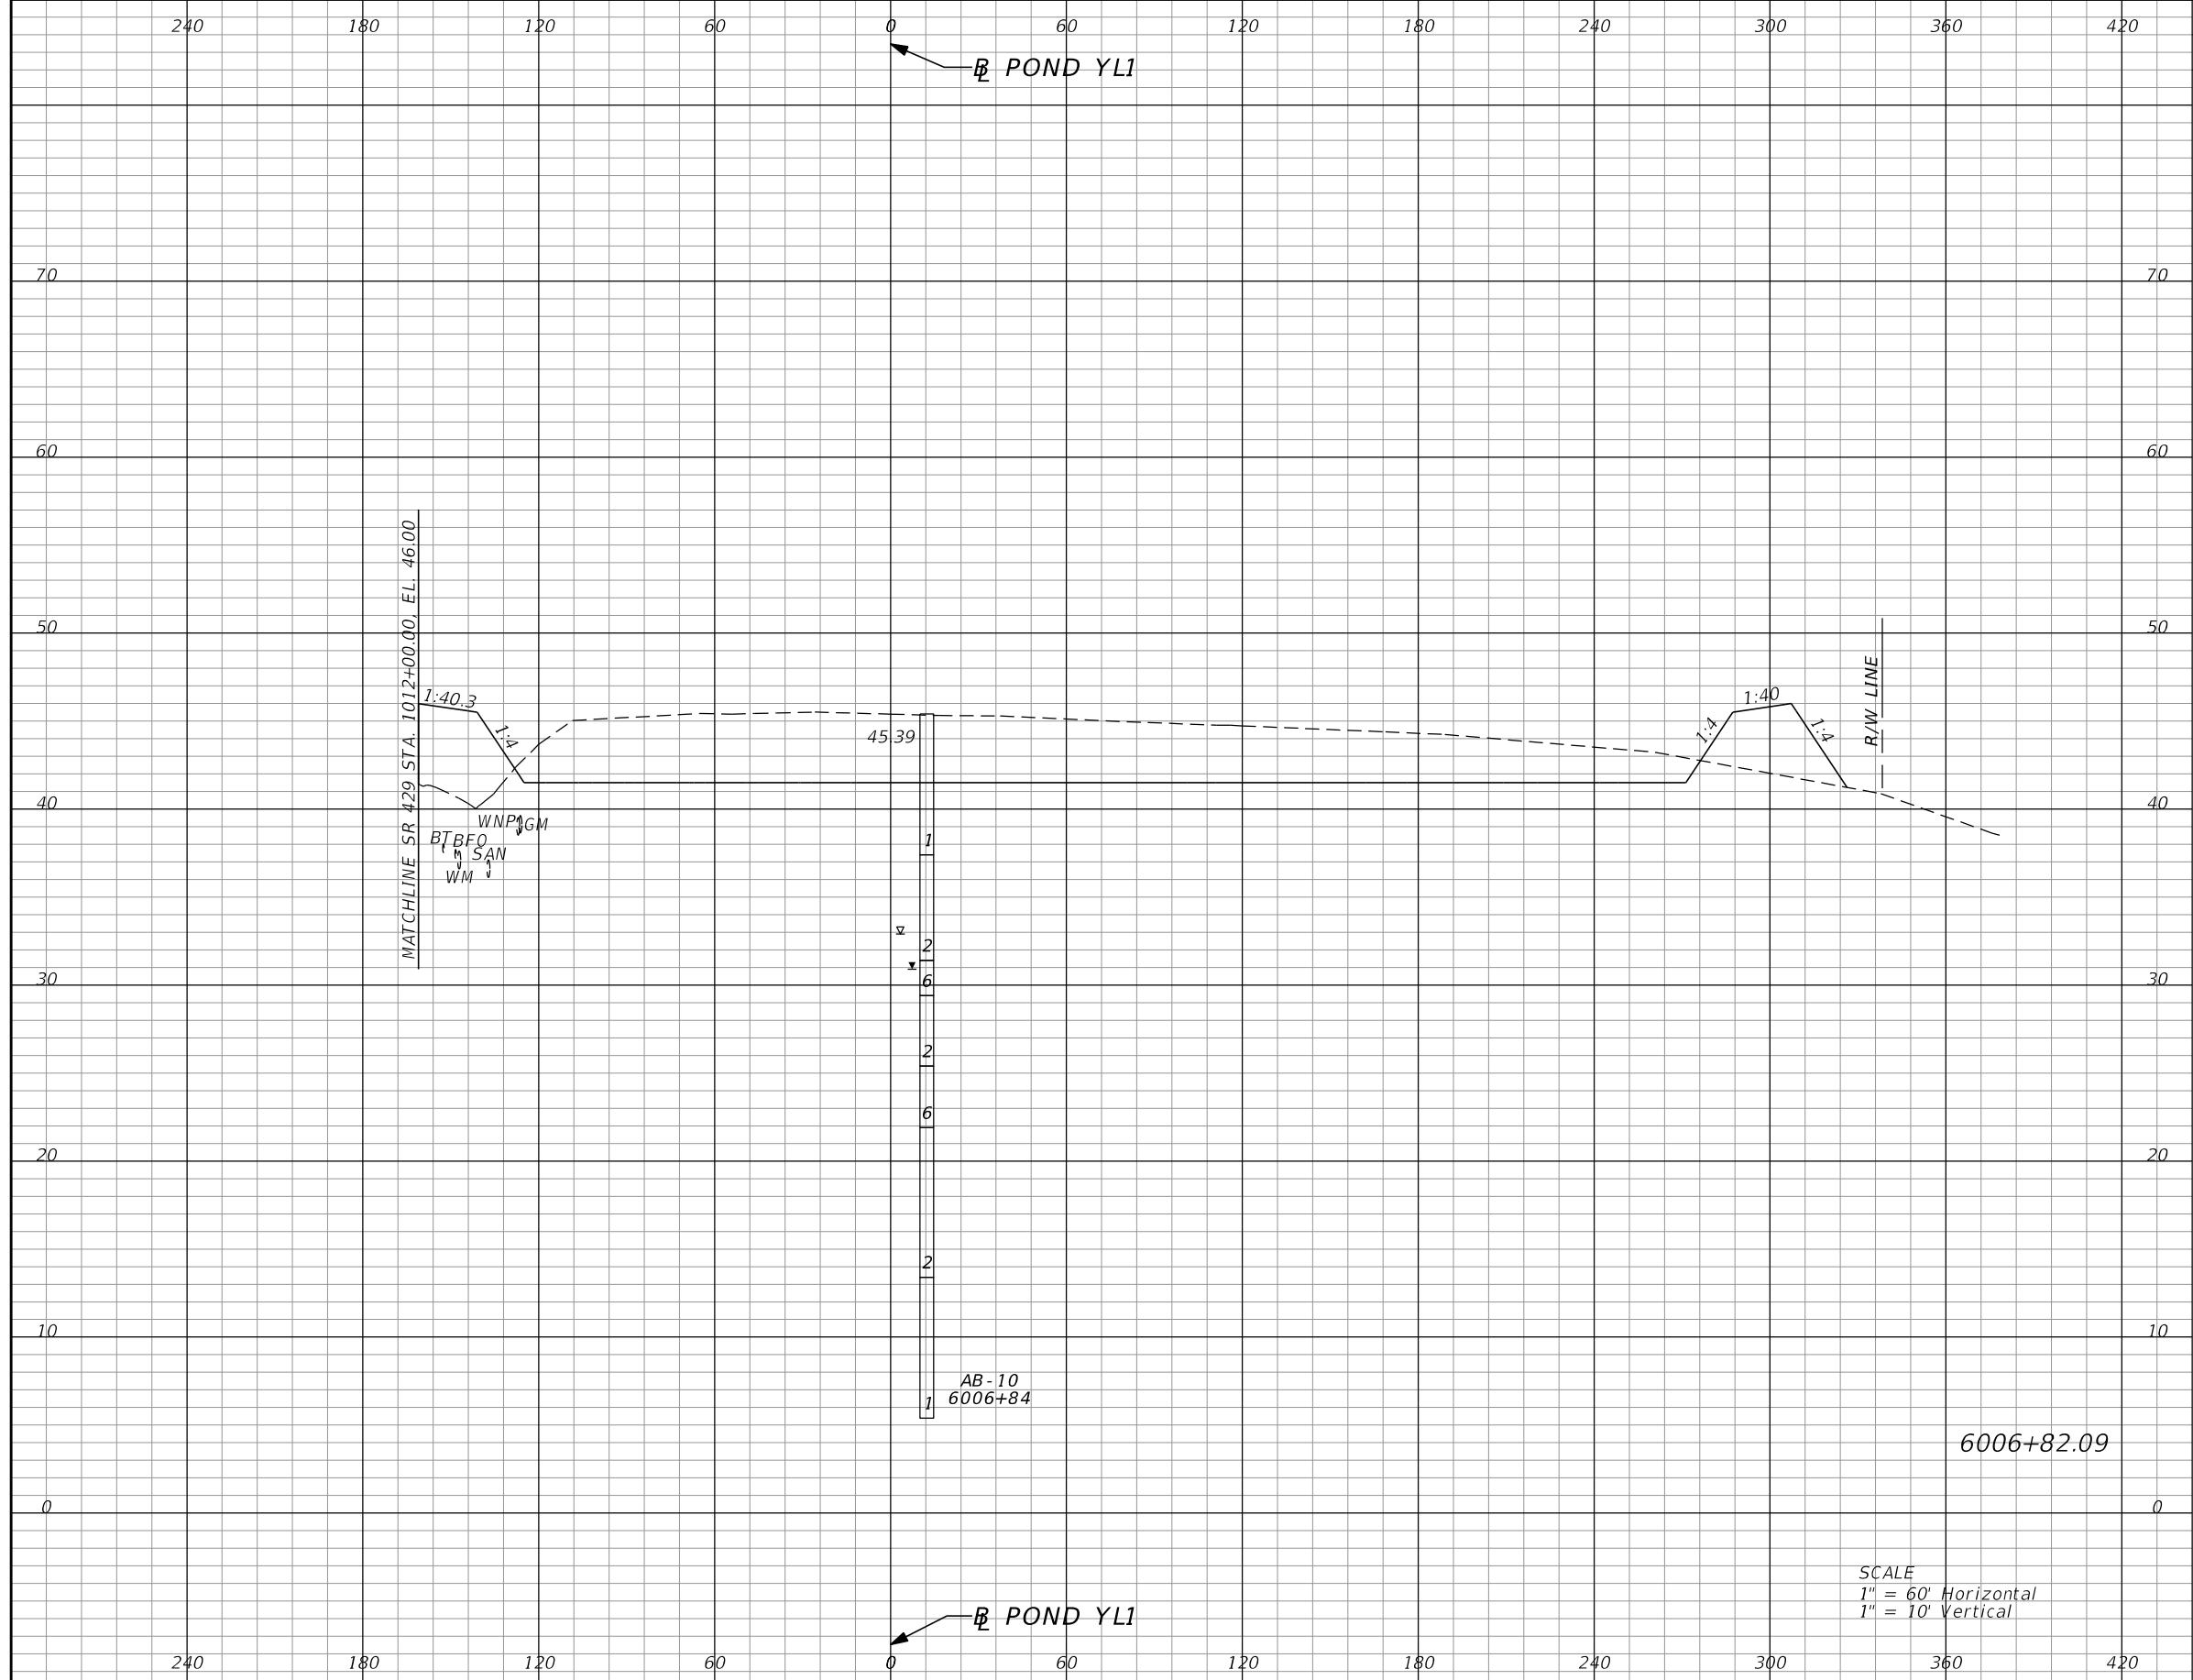 240 180 120 60 0 60 120 180 240 300 360 420
BL POND YL1
70 70
60 60
MATCHLINE SR 429 STA. 1012+00.00, EL. 46.00
50 50
R/W LINE
1:40.3
1:4
1:4
1:40
1:4
45.39
40 40
WNP
GM
BT
BFO
SAN
WM
1
2
30 30
6
2
6
20 20
2
10 10
1
AB-10
6006+84
6006+82.09
0 0
SCALE
1" = 60' Horizontal
1" = 10' Vertical
BL POND YL1
240 180 120 60 0 60 120 180 240 300 360 420